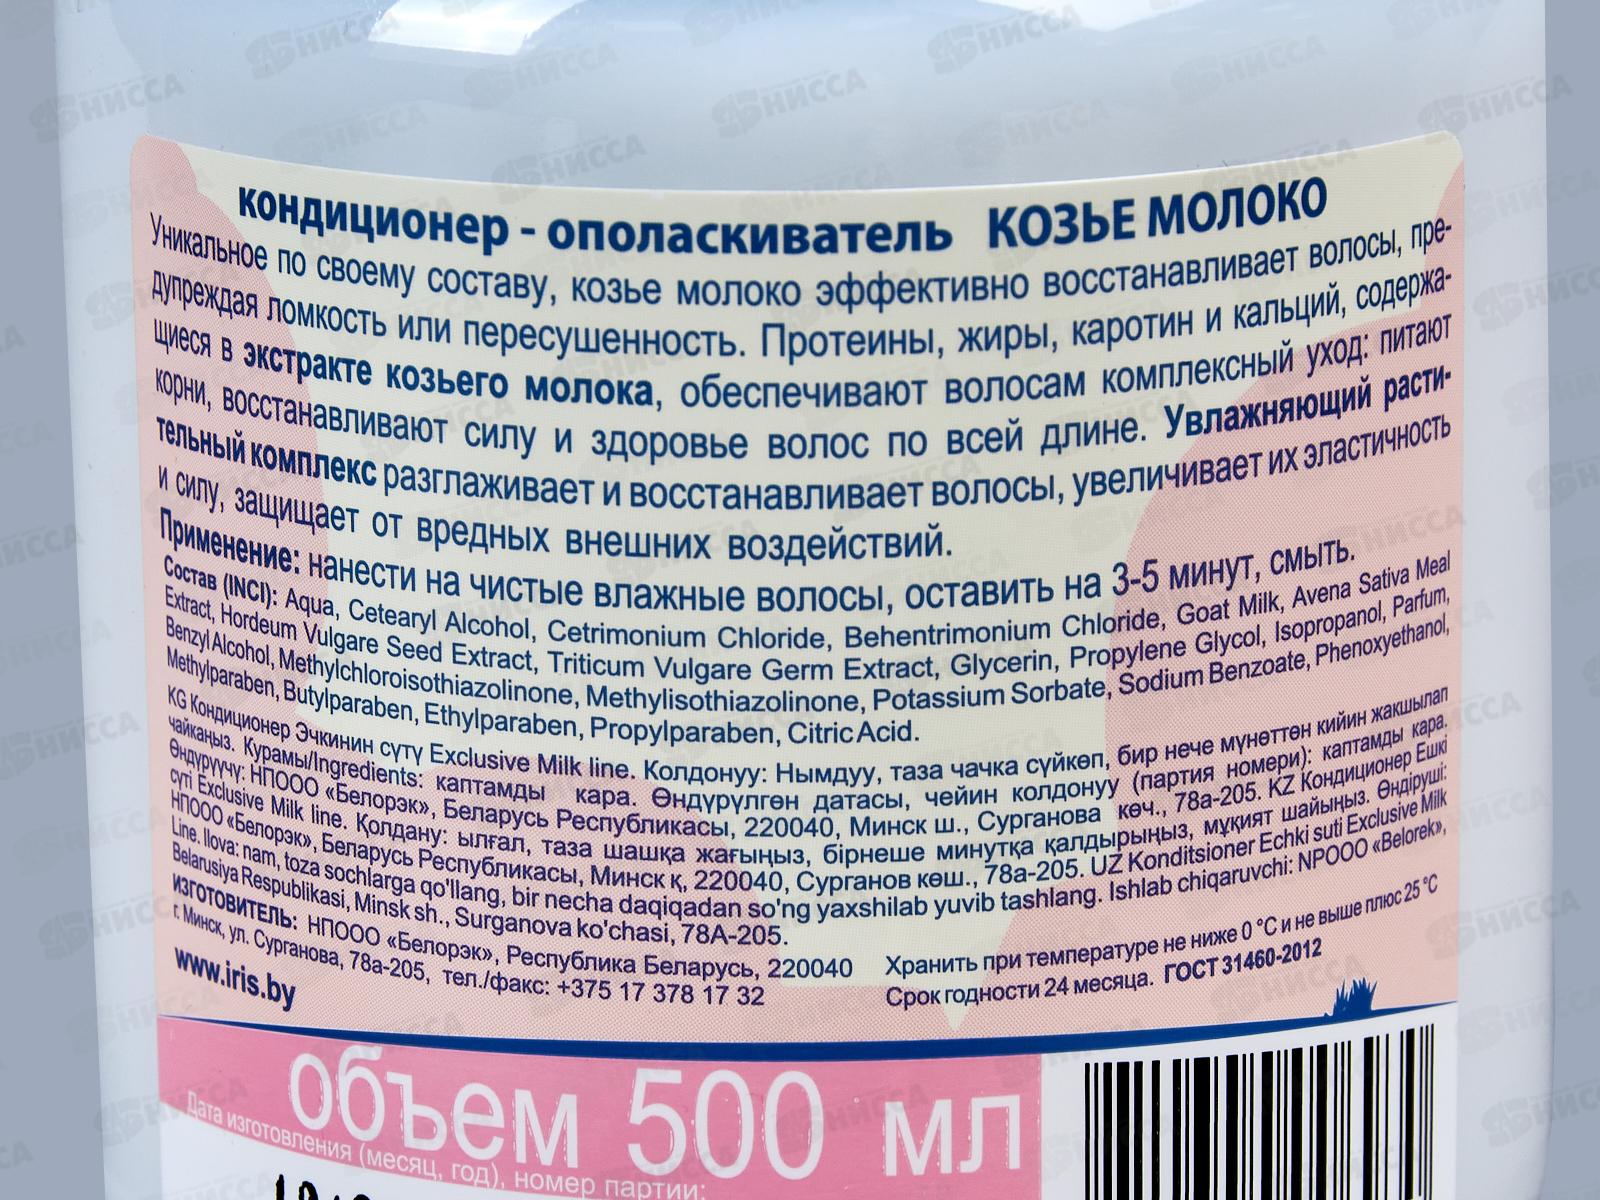 кондиционер - ополаскиватель КОЗЬЕ МОЛОКО
Уникальное по своему составу, козье молоко эффективно восстанавливает волосы, пре-
дупреждая ломкость или пересушенность. Протеины, жиры, каротин и кальций, содержа-
щиеся в экстракте козьего молока, обеспечивают волосам комплексный уход: питают
корни, восстанавливают силу и здоровье волос по всей длине. Увлажняющий расти-
тельный комплекс разглаживает и восстанавливает волосы, увеличивает их эластичность
и силу, защищает от вредных внешних воздействий.
Применение: нанести на чистые влажные волосы, оставить на 3-5 минут, смыть.
Состав (INCI): Aqua, Cetearyl Alcohol, Cetrimonium Chloride, Behentrimonium Chloride, Goat Milk, Avena Sativa Meal
Extract, Hordeum Vulgare Seed Extract, Triticum Vulgare Germ Extract, Glycerin, Propylene Glycol, Isopropanol, Parfum,
Benzyl Alcohol, Methylchloroisothiazolinone, Methylisothiazolinone, Potassium Sorbate, Sodium Benzoate, Phenoxyethanol,
Methylparaben, Butylparaben, Ethylparaben, Propylparaben, Citric Acid.
KG Кондиционер Эчкинин сүтү Exclusive Milk line. Колдонуу: Нымдуу, таза чачка сүйкөп, бир нече мүнөттөн кийин жакшылап
чайкаңыз. Курамы/Ingredients: каптамды кара. Өндүрүлгөн датасы, чейин колдонуу (партия номери): каптамды кара.
Өндүрүүчү: НПООО «Белорэк», Беларусь Республикасы, 220040, Минск ш., Сурганова көч., 78а-205. KZ Кондиционер Ешкі
сүті Exclusive Milk line. Қолдану: ылғал, таза шашқа жағыңыз, бірнеше минутқа қалдырыңыз, мұқият шайыңыз. Өндіруші:
НПООО «Белорэк», Беларусь Республикасы, Минск қ, 220040, Сурганов көш., 78а-205. UZ Konditsioner Echki suti Exclusive Milk
Line. Ilova: nam, toza sochlarga qo'llang, bir necha daqiqadan so'ng yaxshilab yuvib tashlang. Ishlab chiqaruvchi: NPOOO «Belorek»,
Belarusiya Respublikasi, Minsk sh., Surganova ko'chasi, 78A-205.
изготовитель: НПООО «Белорэк», Республика Беларусь, 220040
г. Минск, ул. Сурганова, 78а-205, тел./факс: +375 17 378 17 32
www.iris.by
Хранить при температуре не ниже 0 °С и не выше плюс 25 °С
Срок годности 24 месяца. ГОСТ 31460-2012
объем 500 мл
Дата изготовления (месяц, год), номер партии: